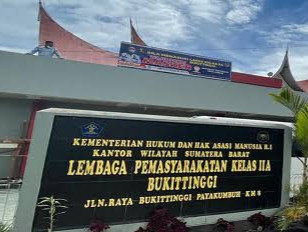 KEMENTERIAN HUKUM DAN HAK ASASI MANUSIA R.I
KANTOR WILAYAH SUMATERA BARAT
LEMBAGA PEMASYARAKATAN KELAS IIA
BUKITTINGGI
JLN.RAYA BUKITTINGGI PAYAKUMBUH KM 8